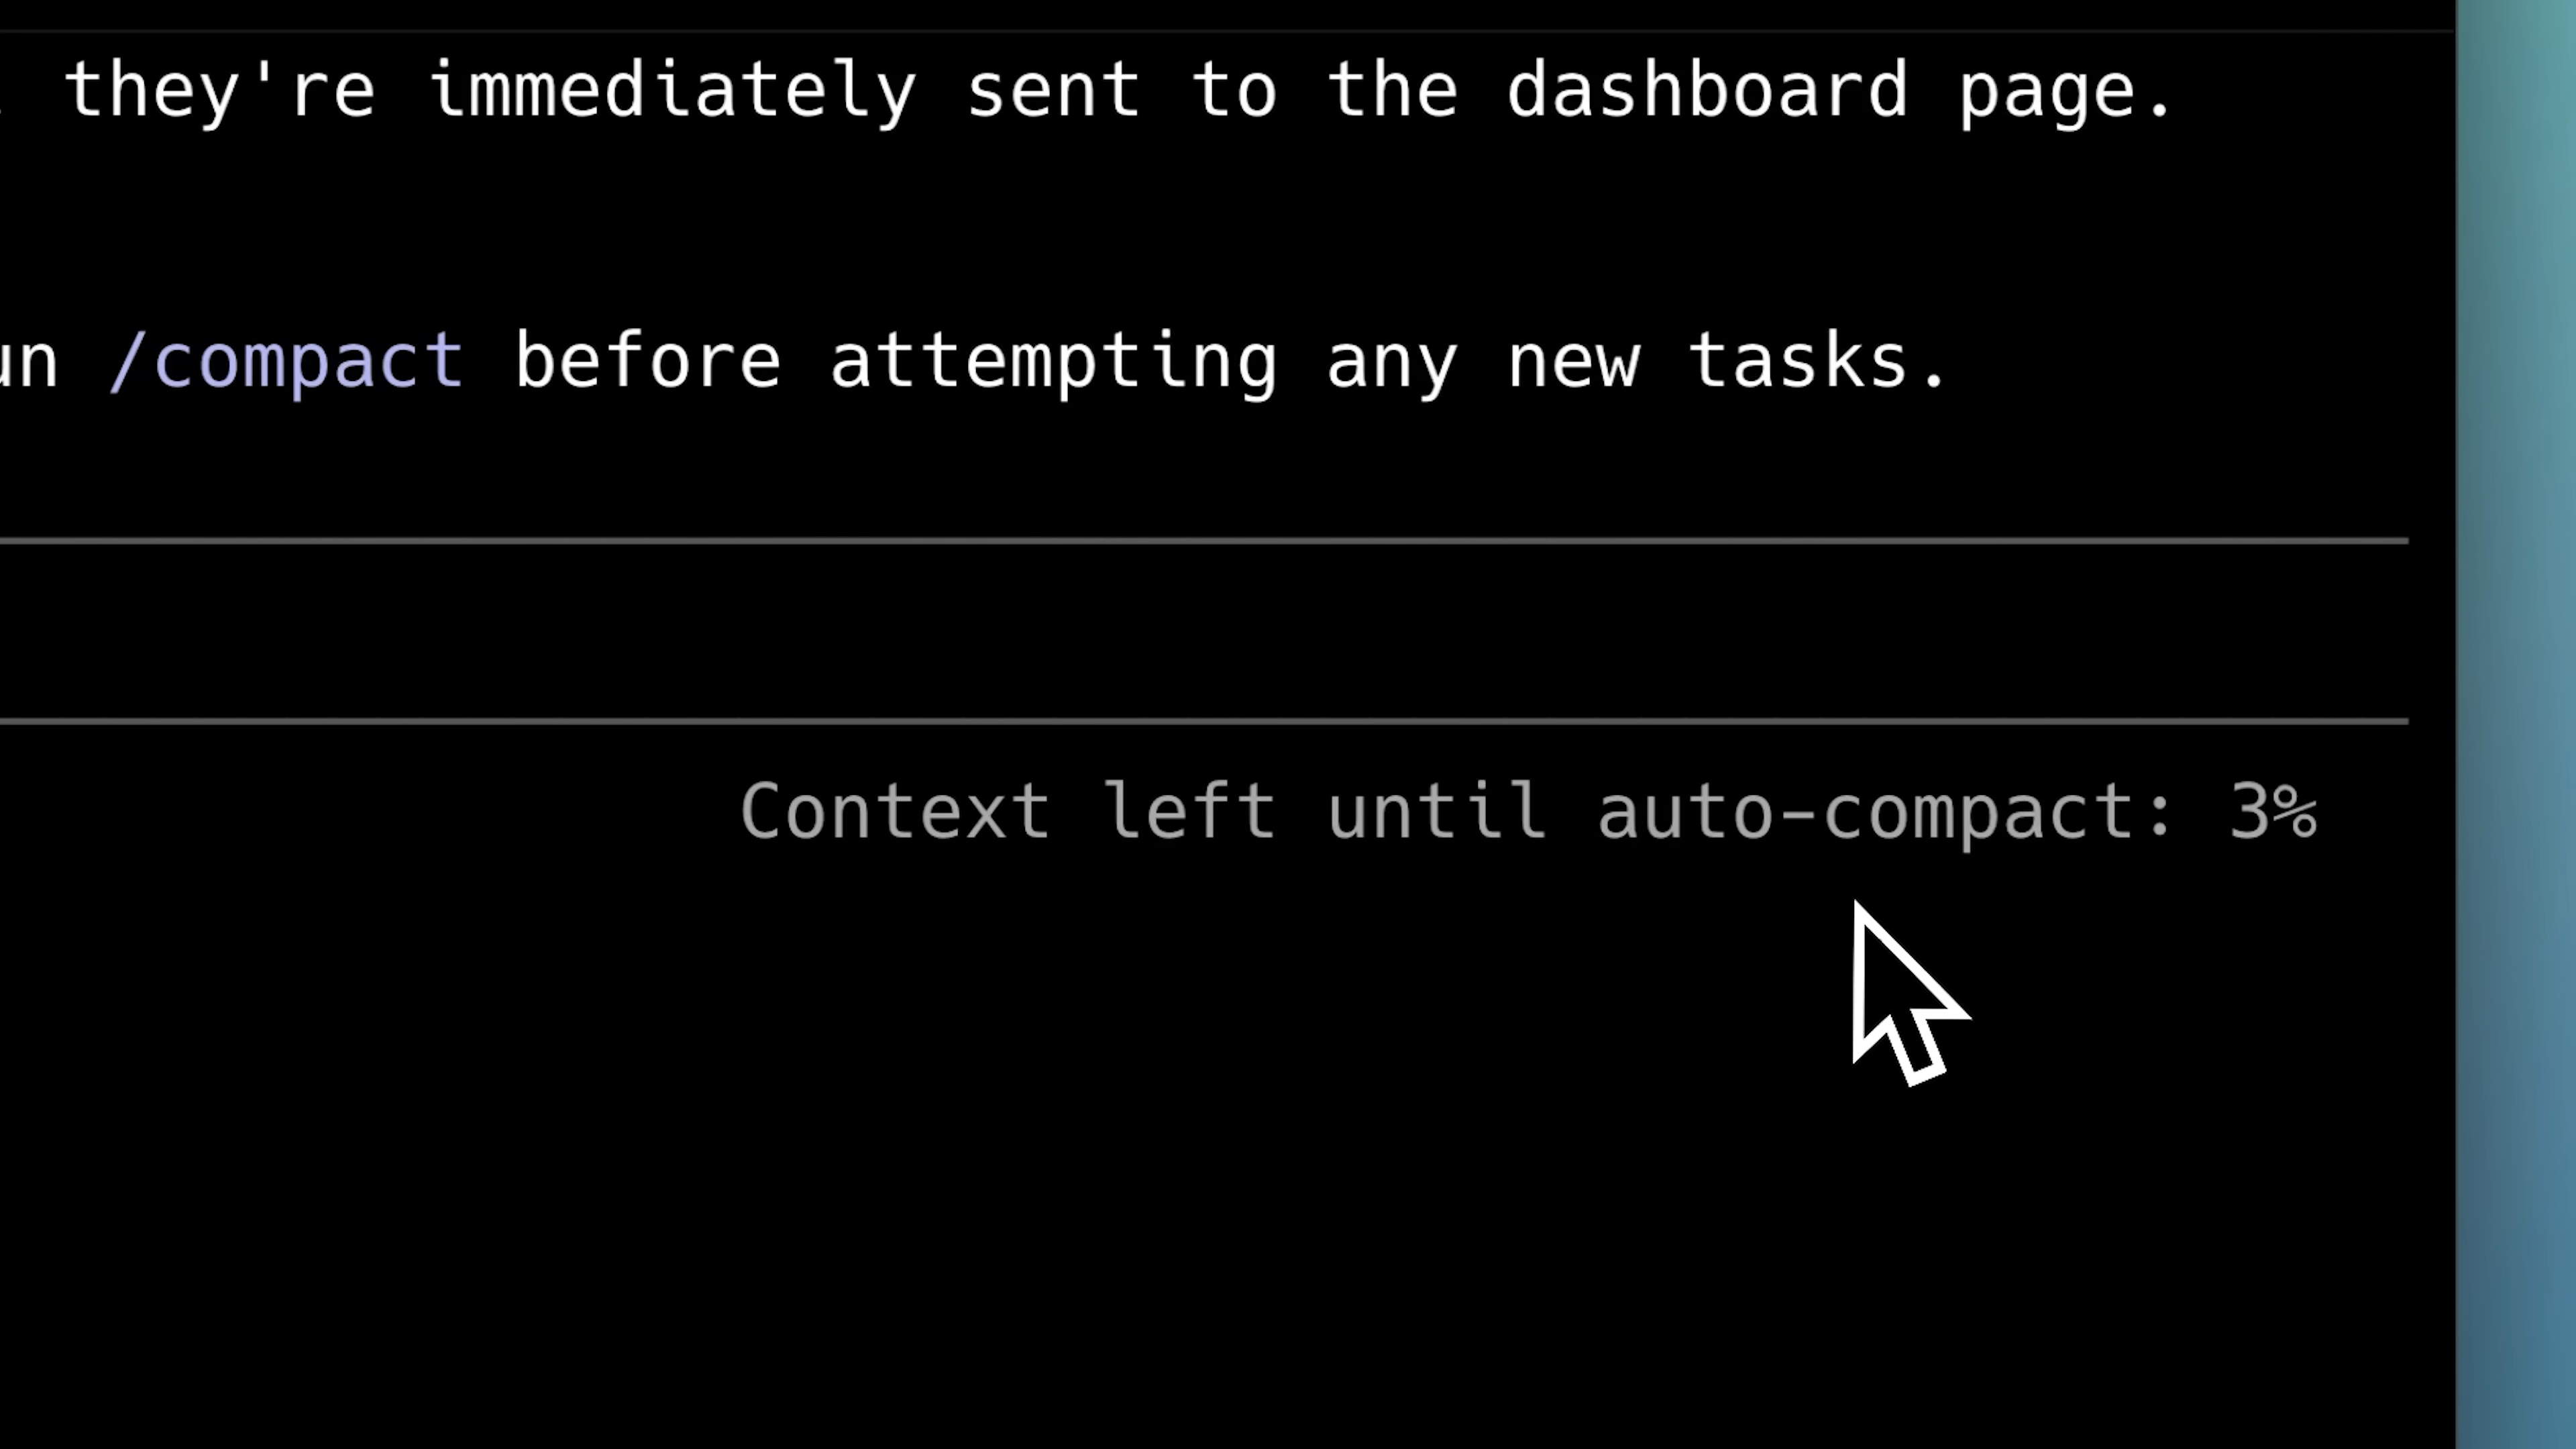 they're immediately sent to the dashboard page.
/compact before attempting any new tasks.
Context left until auto-compact: 3%